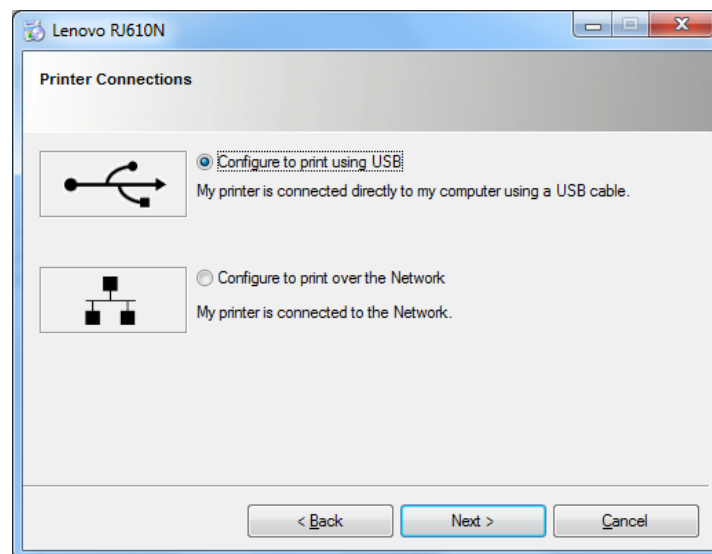 Lenovo RJ610N
Printer Connections
Configure to print using USB
My printer is connected directly to my computer using a USB cable.
Configure to print over the Network
My printer is connected to the Network.
< Back
Next >
Cancel